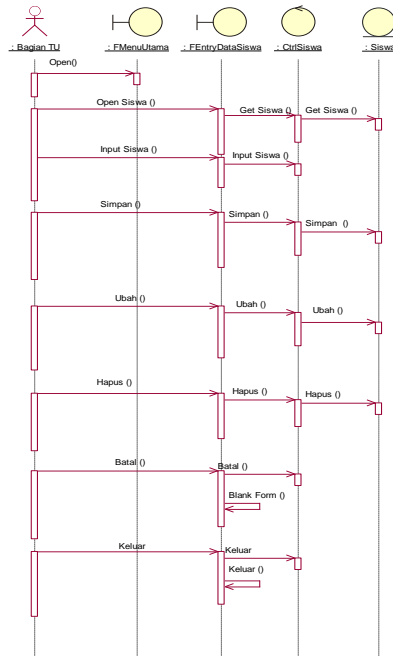 : Bagian TU
: FMenuUtama
: FEntryDataSiswa
: CtrlSiswa
: Siswa
Open()
Open Siswa ()
Get Siswa ()
Get Siswa ()
Input Siswa ()
Input Siswa ()
Simpan ()
Simpan ()
Simpan ()
Ubah ()
Ubah ()
Ubah ()
Hapus ()
Hapus ()
Hapus ()
Batal ()
Batal ()
Blank Form ()
Keluar
Keluar
Keluar ()